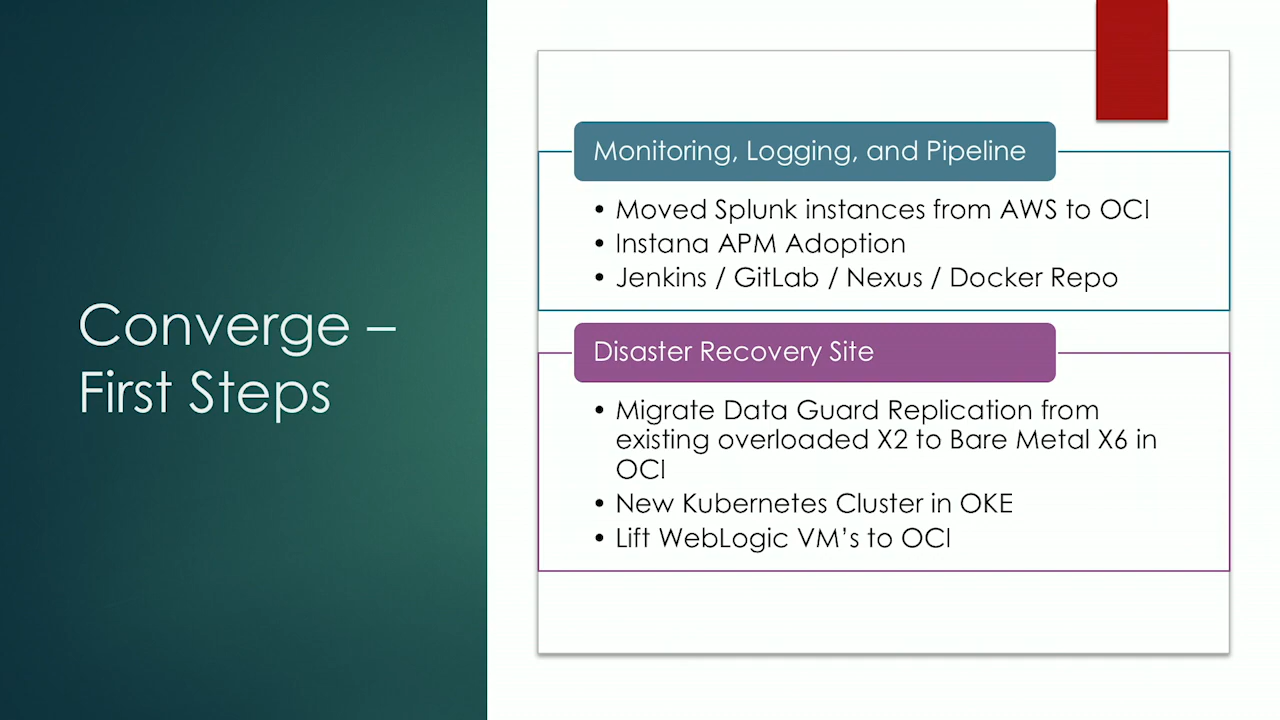 Converge –
First Steps
Monitoring, Logging, and Pipeline
• Moved Splunk instances from AWS to OCI
• Instana APM Adoption
• Jenkins / GitLab / Nexus / Docker Repo
Disaster Recovery Site
• Migrate Data Guard Replication from
existing overloaded X2 to Bare Metal X6 in
OCI
• New Kubernetes Cluster in OKE
• Lift WebLogic VM’s to OCI